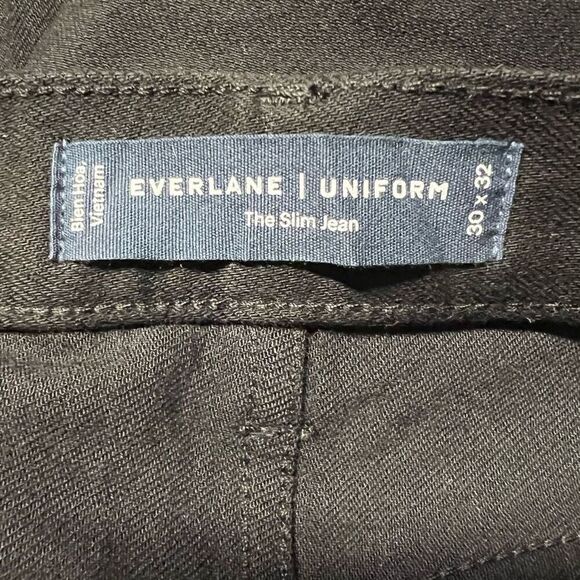 Bien Hoa
Vietnam
EVERLANE | UNIFORM
The Slim Jean
30 x 32